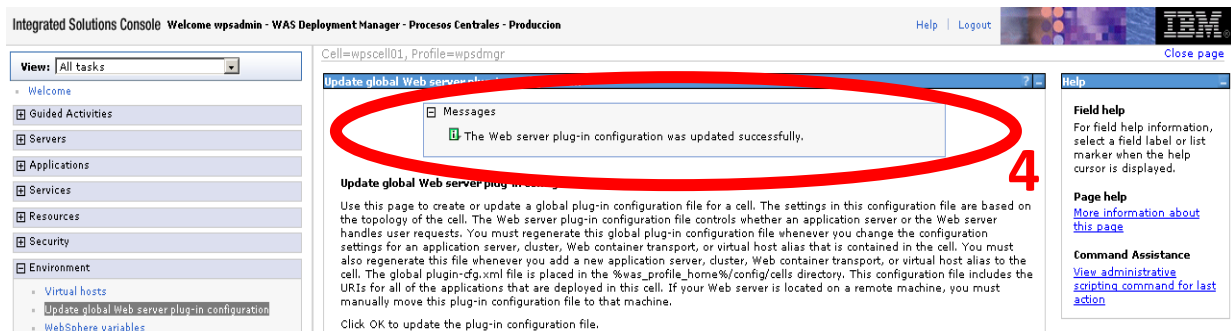 Integrated Solutions Console Welcome wpsadmin - WAS Deployment Manager - Procesos Centrales - Produccion
Help | Logout
IBM
View: All tasks
Welcome
Guided Activities
Servers
Applications
Services
Resources
Security
Environment
Virtual hosts
Update global Web server plug-in configuration
WebSphere variables
Cell=wpscell01, Profile=wpsdmgr
Close page
Update global Web server plug-in
? -
Messages
The Web server plug-in configuration was updated successfully.
4
Update global Web server plug-in
Use this page to create or update a global plug-in configuration file for a cell. The settings in this configuration file are based on
the topology of the cell. The Web server plug-in configuration file controls whether an application server or the Web server
handles user requests. You must regenerate this global plug-in configuration file whenever you change the configuration
settings for an application server, cluster, Web container transport, or virtual host alias that is contained in the cell. You must
also regenerate this file whenever you add a new application server, cluster, Web container transport, or virtual host alias to the
cell. The global plugin-cfg.xml file is placed in the %was_profile_home%/config/cells directory. This configuration file includes the
URIs for all of the applications that are deployed in this cell. If your Web server is located on a remote machine, you must
manually move this plug-in configuration file to that machine.
Click OK to update the plug-in configuration file.
Help
-
Field help
For field help information,
select a field label or list
marker when the help
cursor is displayed.
Page help
More information about
this page
Command Assistance
View administrative
scripting command for last
action